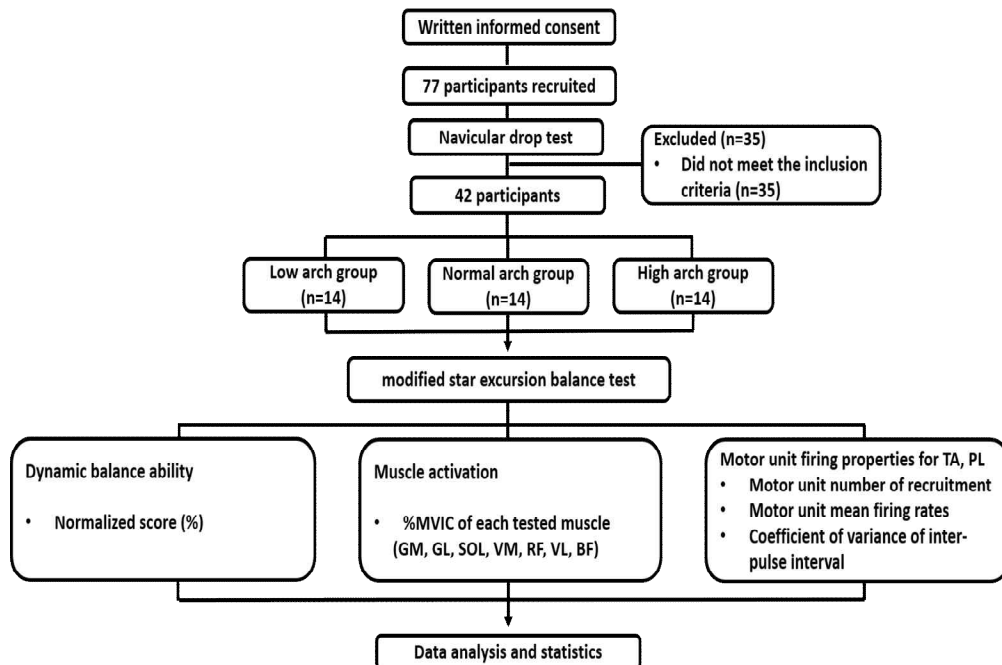 Written informed consent
77 participants recruited
Navicular drop test
Excluded (n=35)
• Did not meet the inclusion
criteria (n=35)
42 participants
Low arch group
(n=14)
Normal arch group
(n=14)
High arch group
(n=14)
modified star excursion balance test
Dynamic balance ability
• Normalized score (%)
Muscle activation
• %MVIC of each tested muscle
(GM, GL, SOL, VM, RF, VL, BF)
Motor unit firing properties for TA, PL
• Motor unit number of recruitment
• Motor unit mean firing rates
• Coefficient of variance of inter-
pulse interval
Data analysis and statistics